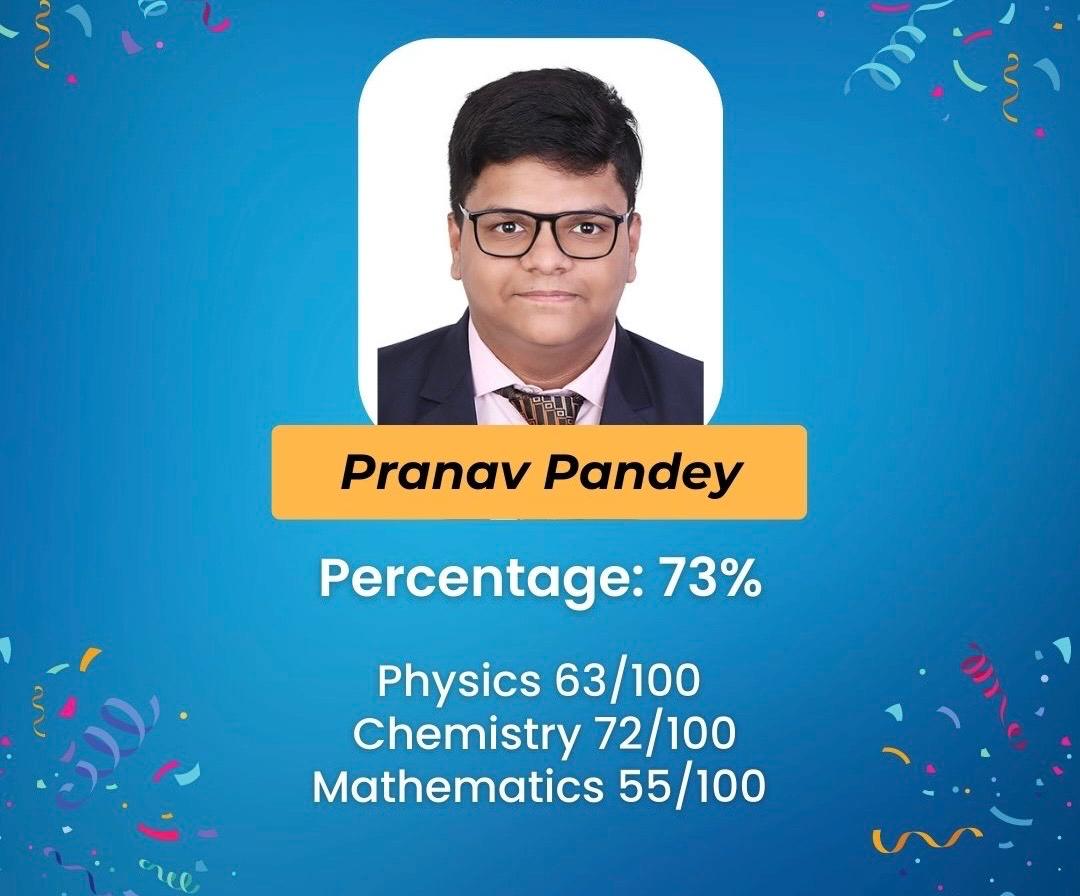 Pranav Pandey
Percentage: 73%
Physics 63/100
Chemistry 72/100
Mathematics 55/100